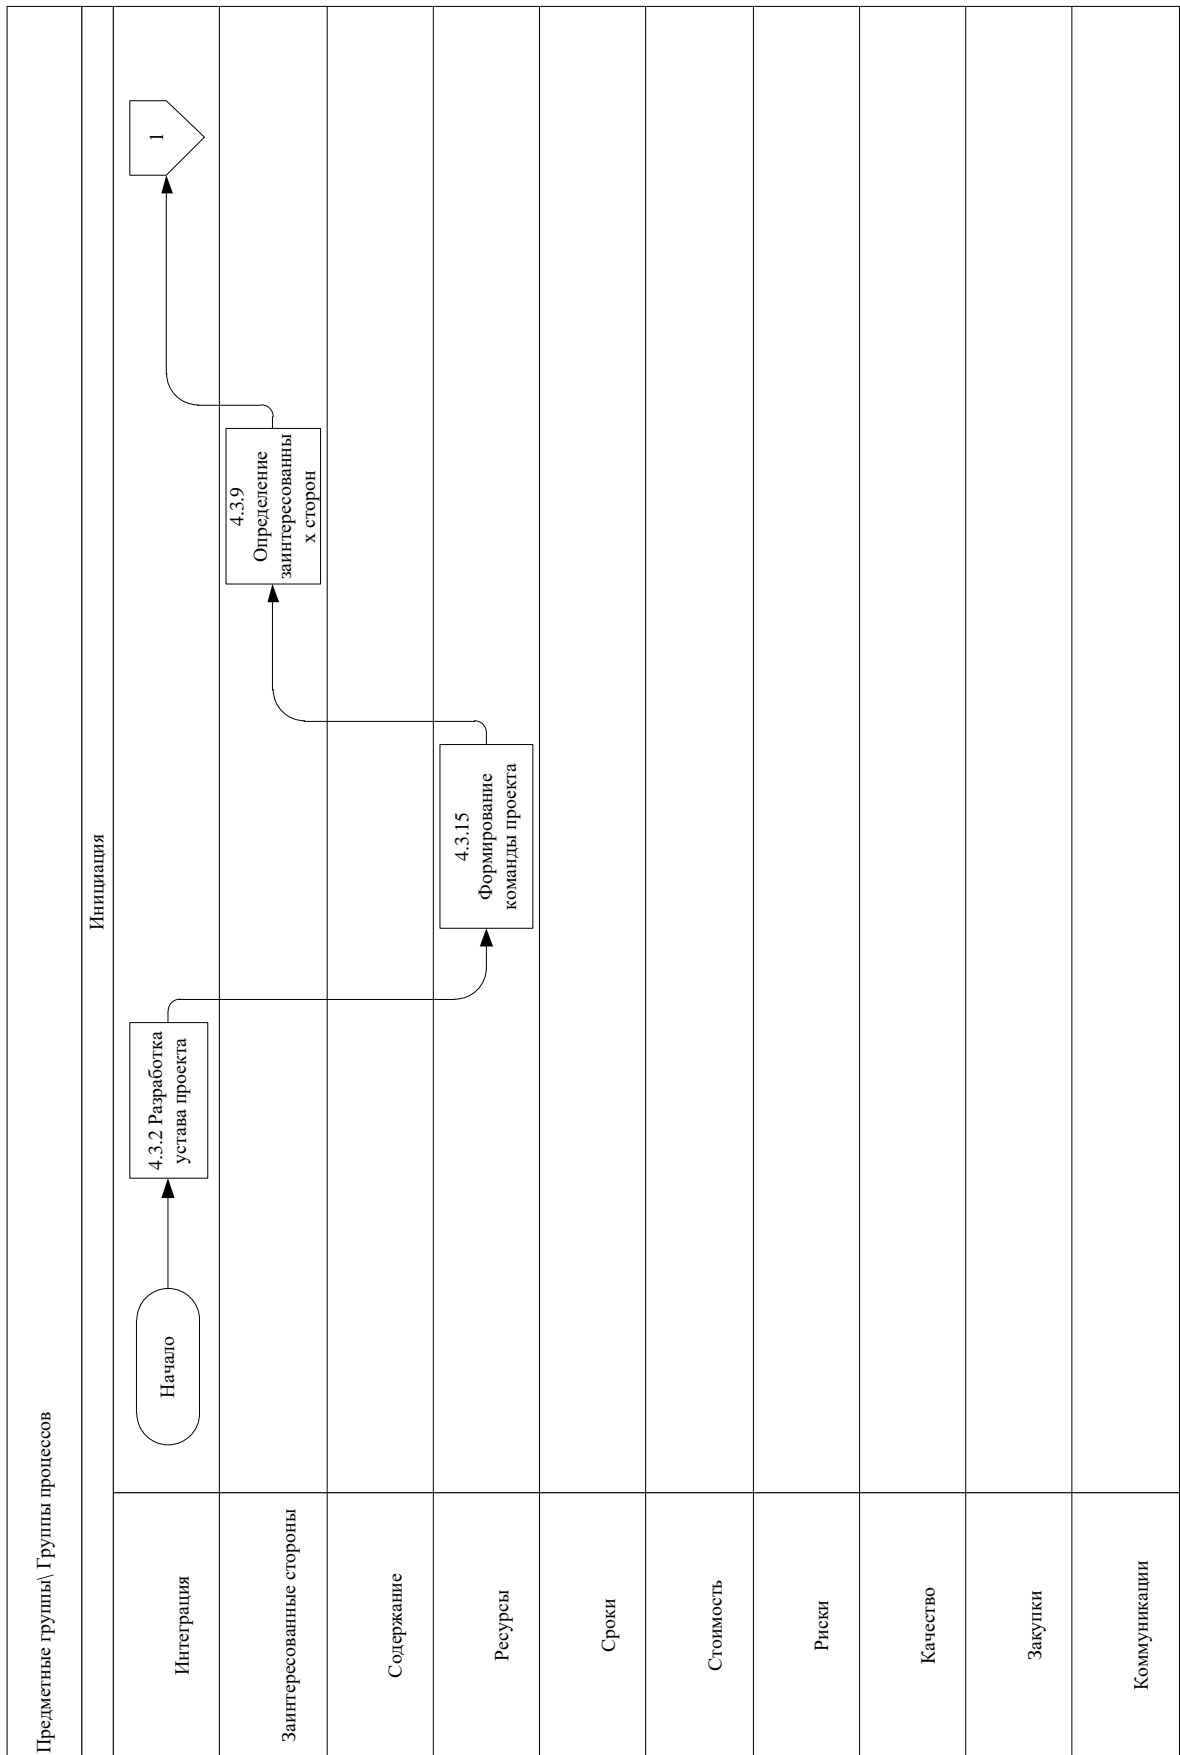 Предметные группы\ Группы процессов
Инициация
Интеграция
Начало
4.3.2 Разработка
устава проекта
1
Заинтересованные стороны
4.3.9
Определение
заинтересованны
х сторон
Содержание
Ресурсы
4.3.15
Формирование
команды проекта
Сроки
Стоимость
Риски
Качество
Закупки
Коммуникации